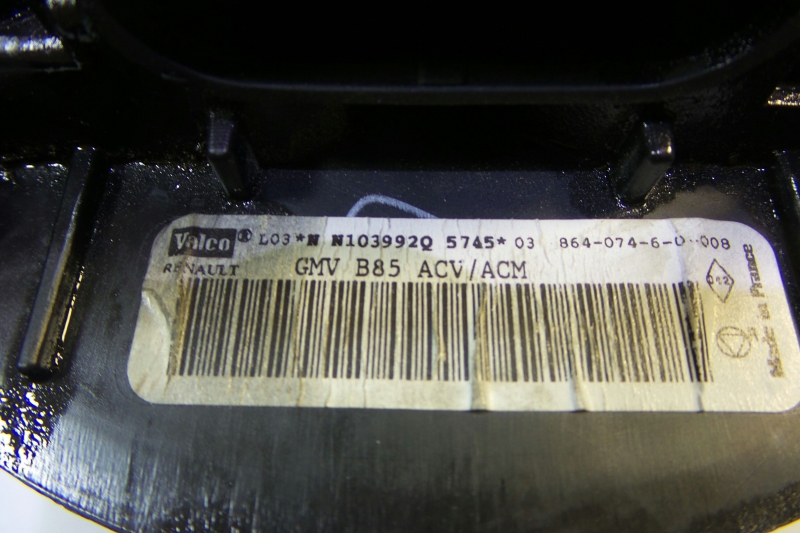 Valeo® L03*N N103992Q 5745* 03 864-074-6-0--008
RENAULT GMV B85 ACV/ACM
Made in France